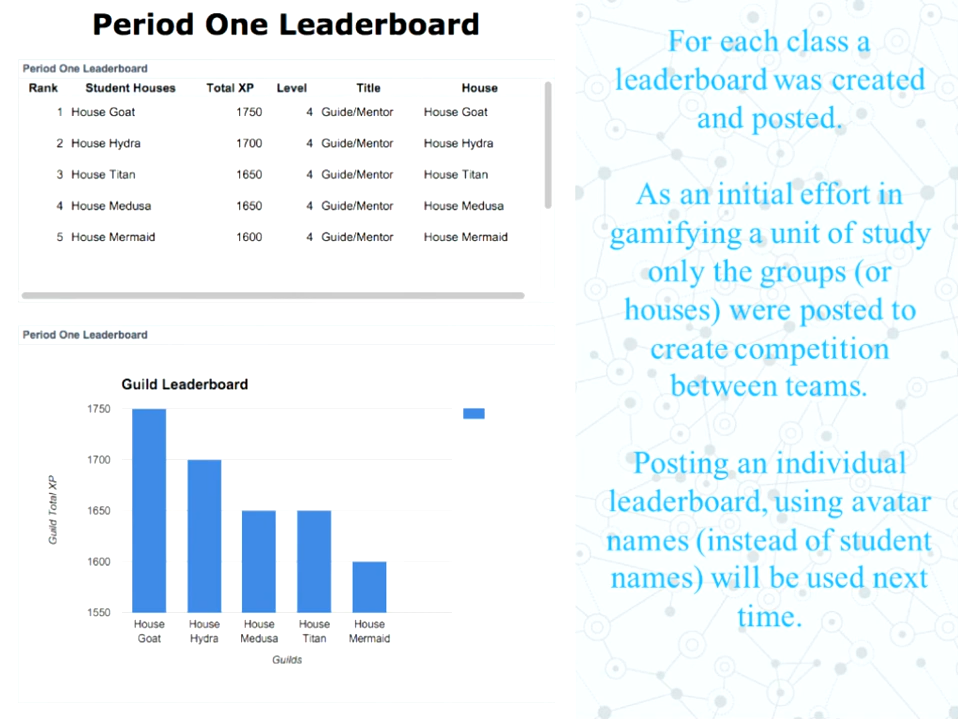 Period One Leaderboard
Period One Leaderboard
Rank Student Houses Total XP Level Title House
1 House Goat 1750 4 Guide/Mentor House Goat
2 House Hydra 1700 4 Guide/Mentor House Hydra
3 House Titan 1650 4 Guide/Mentor House Titan
4 House Medusa 1650 4 Guide/Mentor House Medusa
5 House Mermaid 1600 4 Guide/Mentor House Mermaid
Period One Leaderboard
Guild Leaderboard
1750
1700
1650
1600
1550
Guild Total XP
House House House House House
Goat Hydra Medusa Titan Mermaid
Guilds
For each class a
leaderboard was created
and posted.
As an initial effort in
gamifying a unit of study
only the groups (or
houses) were posted to
create competition
between teams.
Posting an individual
leaderboard, using avatar
names (instead of student
names) will be used next
time.